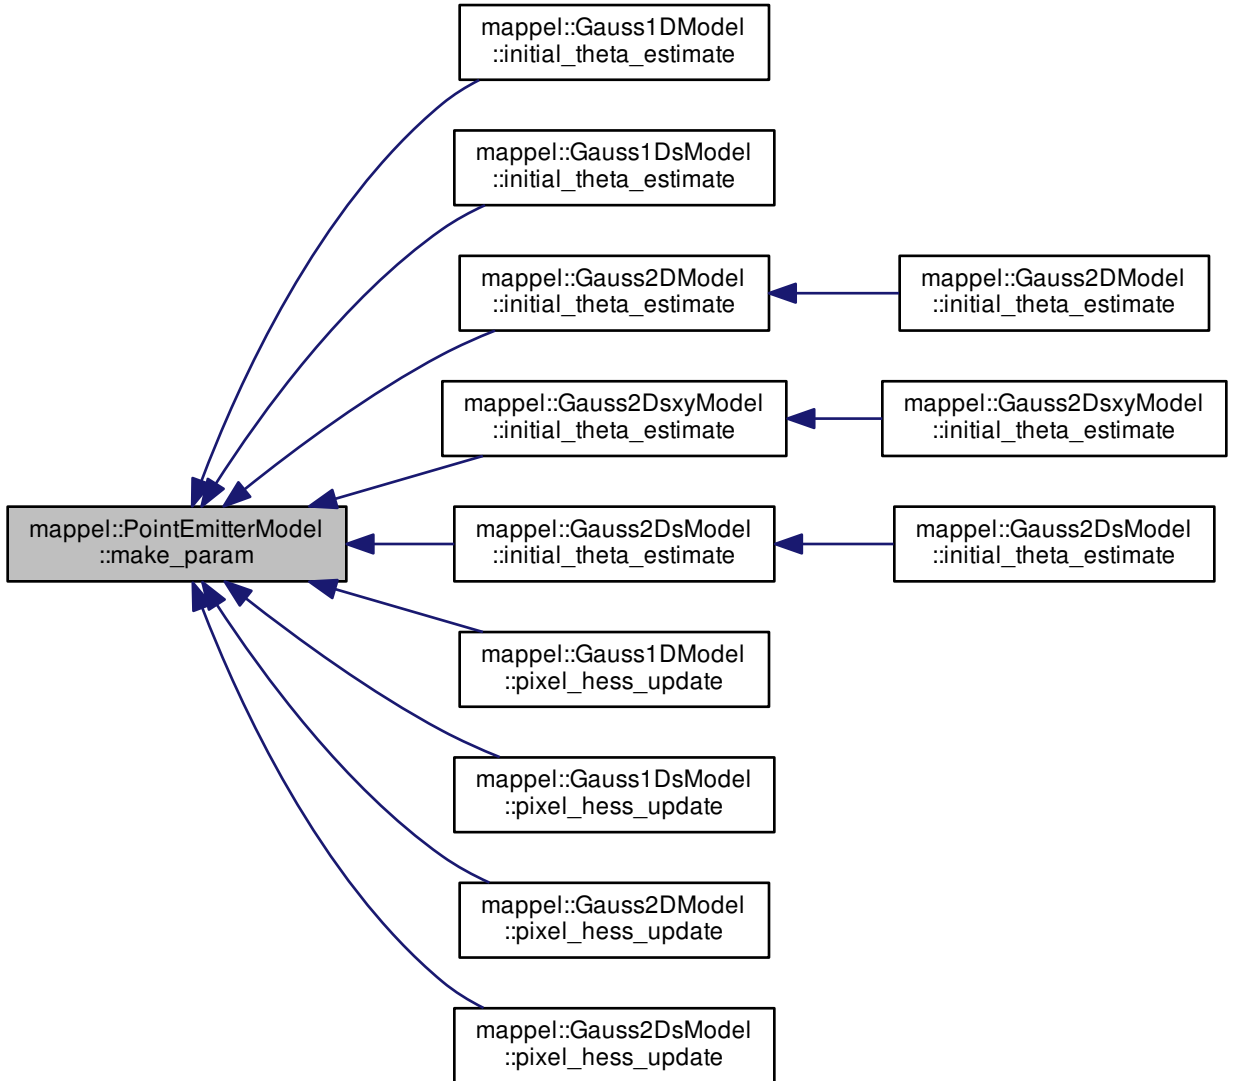 mappel::Gauss1DModel
::initial_theta_estimate
mappel::Gauss1DsModel
::initial_theta_estimate
mappel::Gauss2DModel
::initial_theta_estimate
mappel::Gauss2DModel
::initial_theta_estimate
mappel::Gauss2DsxyModel
::initial_theta_estimate
mappel::Gauss2DsxyModel
::initial_theta_estimate
mappel::PointEmitterModel
::make_param
mappel::Gauss2DsModel
::initial_theta_estimate
mappel::Gauss2DsModel
::initial_theta_estimate
mappel::Gauss1DModel
::pixel_hess_update
mappel::Gauss1DsModel
::pixel_hess_update
mappel::Gauss2DModel
::pixel_hess_update
mappel::Gauss2DsModel
::pixel_hess_update